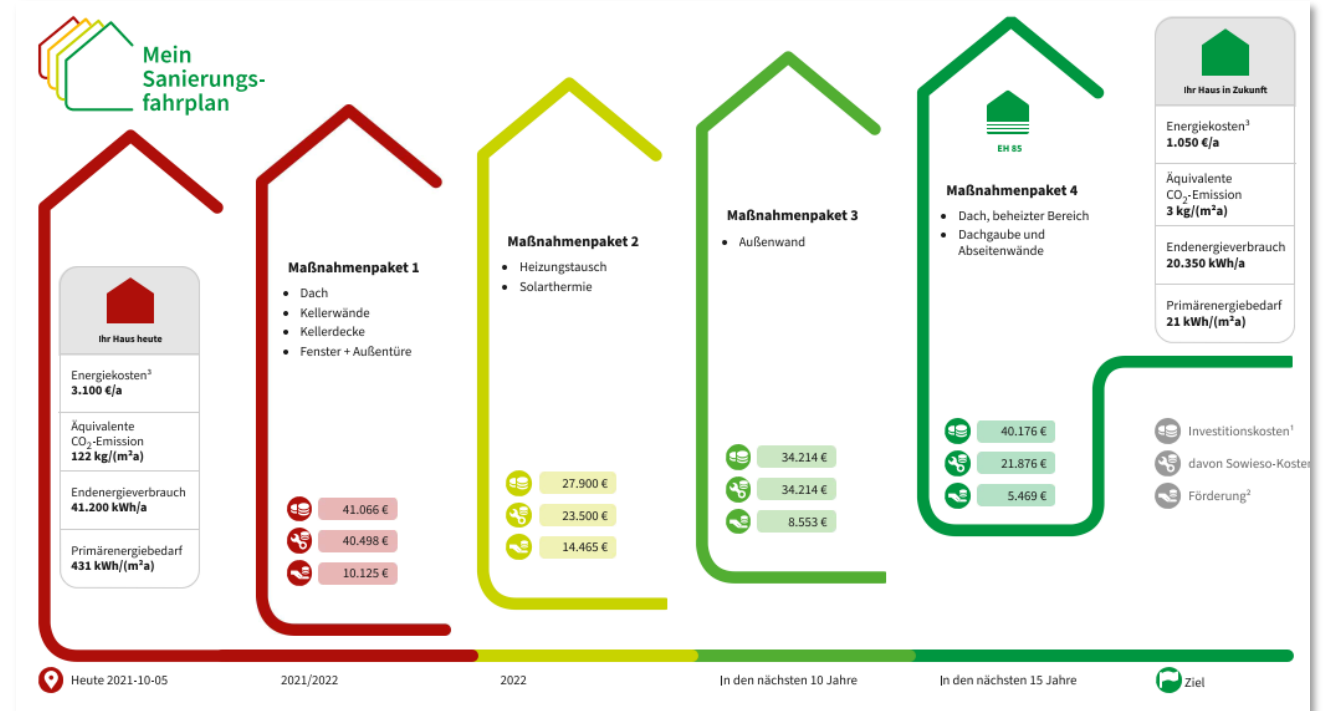 Mein
Sanierungs-
fahrplan
Ihr Haus heute
Energiekosten³
3.100 €/a
Äquivalente
CO₂-Emission
122 kg/(m²a)
Endenergieverbrauch
41.200 kWh/a
Primärenergiebedarf
431 kWh/(m²a)
Maßnahmenpaket 1
• Dach
• Kellerwände
• Kellerdecke
• Fenster + Außentüre
41.066 €
40.498 €
10.125 €
Maßnahmenpaket 2
• Heizungstausch
• Solarthermie
27.900 €
23.500 €
14.465 €
Maßnahmenpaket 3
• Außenwand
34.214 €
34.214 €
8.553 €
EH 85
Maßnahmenpaket 4
• Dach, beheizter Bereich
• Dachgaube und
Abseitenwände
40.176 €
21.876 €
5.469 €
Ihr Haus in Zukunft
Energiekosten³
1.050 €/a
Äquivalente
CO₂-Emission
3 kg/(m²a)
Endenergieverbrauch
20.350 kWh/a
Primärenergiebedarf
21 kWh/(m²a)
Investitionskosten¹
davon Sowieso-Koster
Förderung²
Heute 2021-10-05
2021/2022
2022
In den nächsten 10 Jahre
In den nächsten 15 Jahre
Ziel